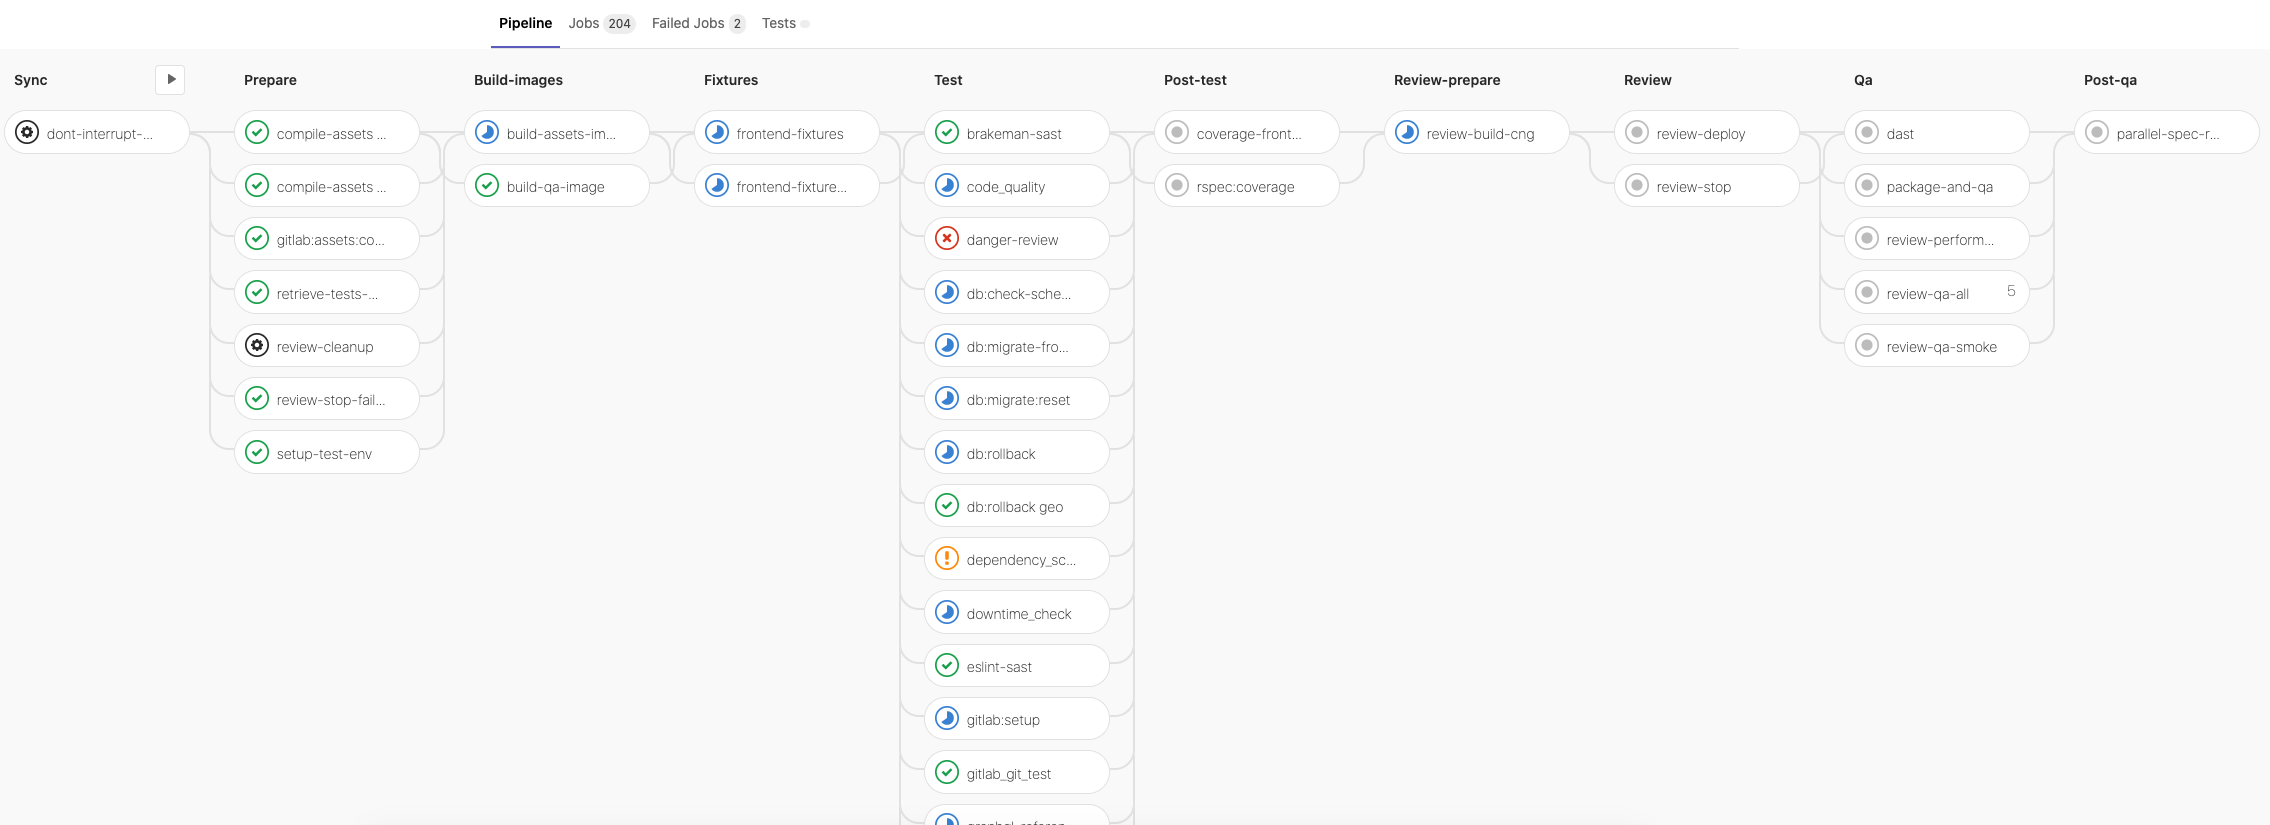 Pipeline Jobs 204 Failed Jobs 2 Tests
Sync
dont-interrupt-...
Prepare
compile-assets ...
compile-assets ...
gitlab:assets:co...
retrieve-tests-...
review-cleanup
review-stop-fail...
setup-test-env
Build-images
build-assets-im...
build-qa-image
Fixtures
frontend-fixtures
frontend-fixture...
Test
brakeman-sast
code_quality
danger-review
db:check-sche...
db:migrate-fro...
db:migrate:reset
db:rollback
db:rollback geo
dependency_sc...
downtime_check
eslint-sast
gitlab:setup
gitlab_git_test
Post-test
coverage-front...
rspec:coverage
Review-prepare
review-build-cng
Review
review-deploy
review-stop
Qa
dast
package-and-qa
review-perform...
review-qa-all 5
review-qa-smoke
Post-qa
parallel-spec-r...